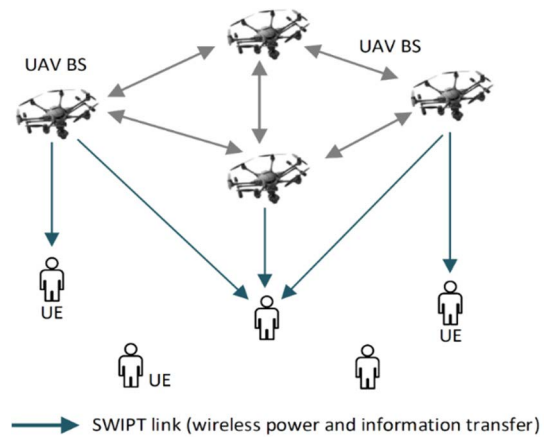 UAV BS
UAV BS
UE
UE
UE
SWIPT link (wireless power and information transfer)